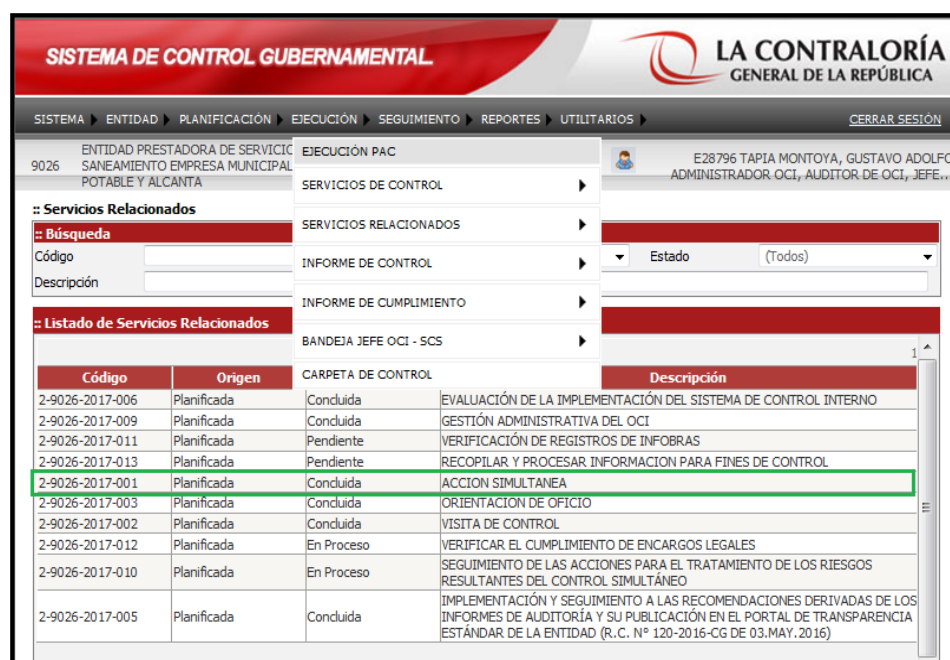 SISTEMA DE CONTROL GUBERNAMENTAL
LA CONTRALORÍA
GENERAL DE LA REPÚBLICA
SISTEMA ENTIDAD PLANIFICACIÓN EJECUCIÓN SEGUIMIENTO REPORTES UTILITARIOS CERRAR SESIÓN
9026
ENTIDAD PRESTADORA DE SERVICIO
SANEAMIENTO EMPRESA MUNICIPAL
POTABLE Y ALCANTA
E28796 TAPIA MONTOYA, GUSTAVO ADOLFO
ADMINISTRADOR OCI, AUDITOR DE OCI, JEFE..
EJECUCIÓN PAC
SERVICIOS DE CONTROL
SERVICIOS RELACIONADOS
INFORME DE CONTROL
INFORME DE CUMPLIMIENTO
BANDEJA JEFE OCI - SCS
CARPETA DE CONTROL
:: Servicios Relacionados
:: Búsqueda
Código Estado (Todos)
Descripción
:: Listado de Servicios Relacionados
1
Código Origen Descripción
2-9026-2017-006 Planificada Concluida EVALUACIÓN DE LA IMPLEMENTACIÓN DEL SISTEMA DE CONTROL INTERNO
2-9026-2017-009 Planificada Concluida GESTIÓN ADMINISTRATIVA DEL OCI
2-9026-2017-011 Planificada Pendiente VERIFICACIÓN DE REGISTROS DE INFOBRAS
2-9026-2017-013 Planificada Pendiente RECOPILAR Y PROCESAR INFORMACION PARA FINES DE CONTROL
2-9026-2017-001 Planificada Concluida ACCION SIMULTANEA
2-9026-2017-003 Planificada Concluida ORIENTACION DE OFICIO
2-9026-2017-002 Planificada Concluida VISITA DE CONTROL
2-9026-2017-012 Planificada En Proceso VERIFICAR EL CUMPLIMIENTO DE ENCARGOS LEGALES
2-9026-2017-010 Planificada En Proceso SEGUIMIENTO DE LAS ACCIONES PARA EL TRATAMIENTO DE LOS RIESGOS
RESULTANTES DEL CONTROL SIMULTÁNEO
2-9026-2017-005 Planificada Concluida IMPLEMENTACIÓN Y SEGUIMIENTO A LAS RECOMENDACIONES DERIVADAS DE LOS
INFORMES DE AUDITORÍA Y SU PUBLICACIÓN EN EL PORTAL DE TRANSPARENCIA
ESTÁNDAR DE LA ENTIDAD (R.C. Nº 120-2016-CG DE 03.MAY.2016)